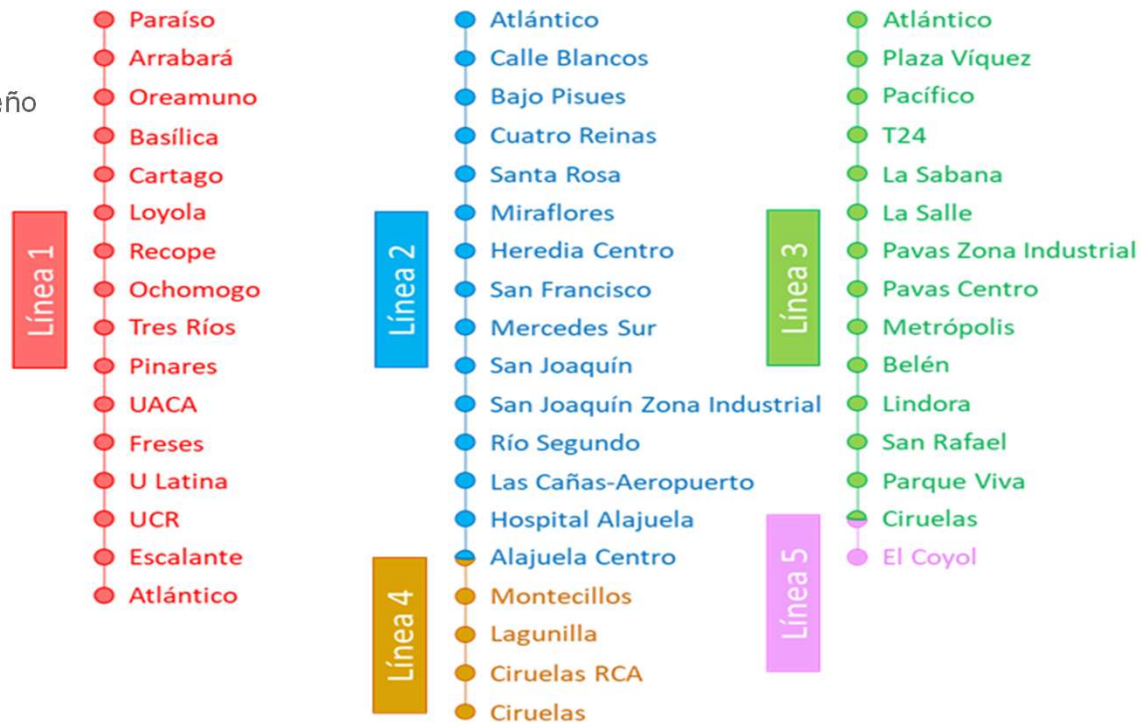 eño
Línea 1
Paraíso
Arrabará
Oreamuno
Basílica
Cartago
Loyola
Recope
Ochomogo
Tres Ríos
Pinares
UACA
Freses
U Latina
UCR
Escalante
Atlántico
Línea 2
Atlántico
Calle Blancos
Bajo Pisues
Cuatro Reinas
Santa Rosa
Miraflores
Heredia Centro
San Francisco
Mercedes Sur
San Joaquín
San Joaquín Zona Industrial
Río Segundo
Las Cañas-Aeropuerto
Hospital Alajuela
Alajuela Centro
Línea 4
Montecillos
Lagunilla
Ciruelas RCA
Ciruelas
Línea 3
Atlántico
Plaza Víquez
Pacífico
T24
La Sabana
La Salle
Pavas Zona Industrial
Pavas Centro
Metrópolis
Belén
Lindora
San Rafael
Parque Viva
Ciruelas
Línea 5
El Coyol